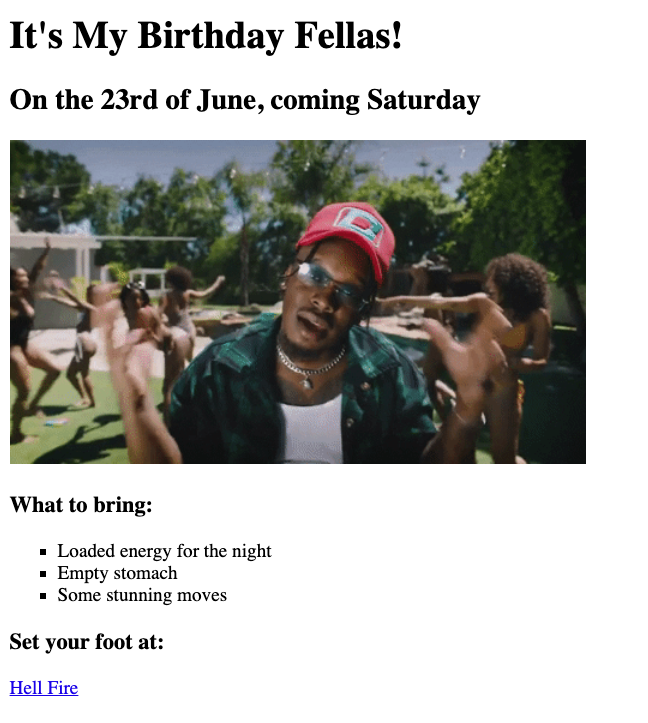 It's My Birthday Fellas!
On the 23rd of June, coming Saturday
What to bring:
Loaded energy for the night
Empty stomach
Some stunning moves
Set your foot at:
Hell Fire